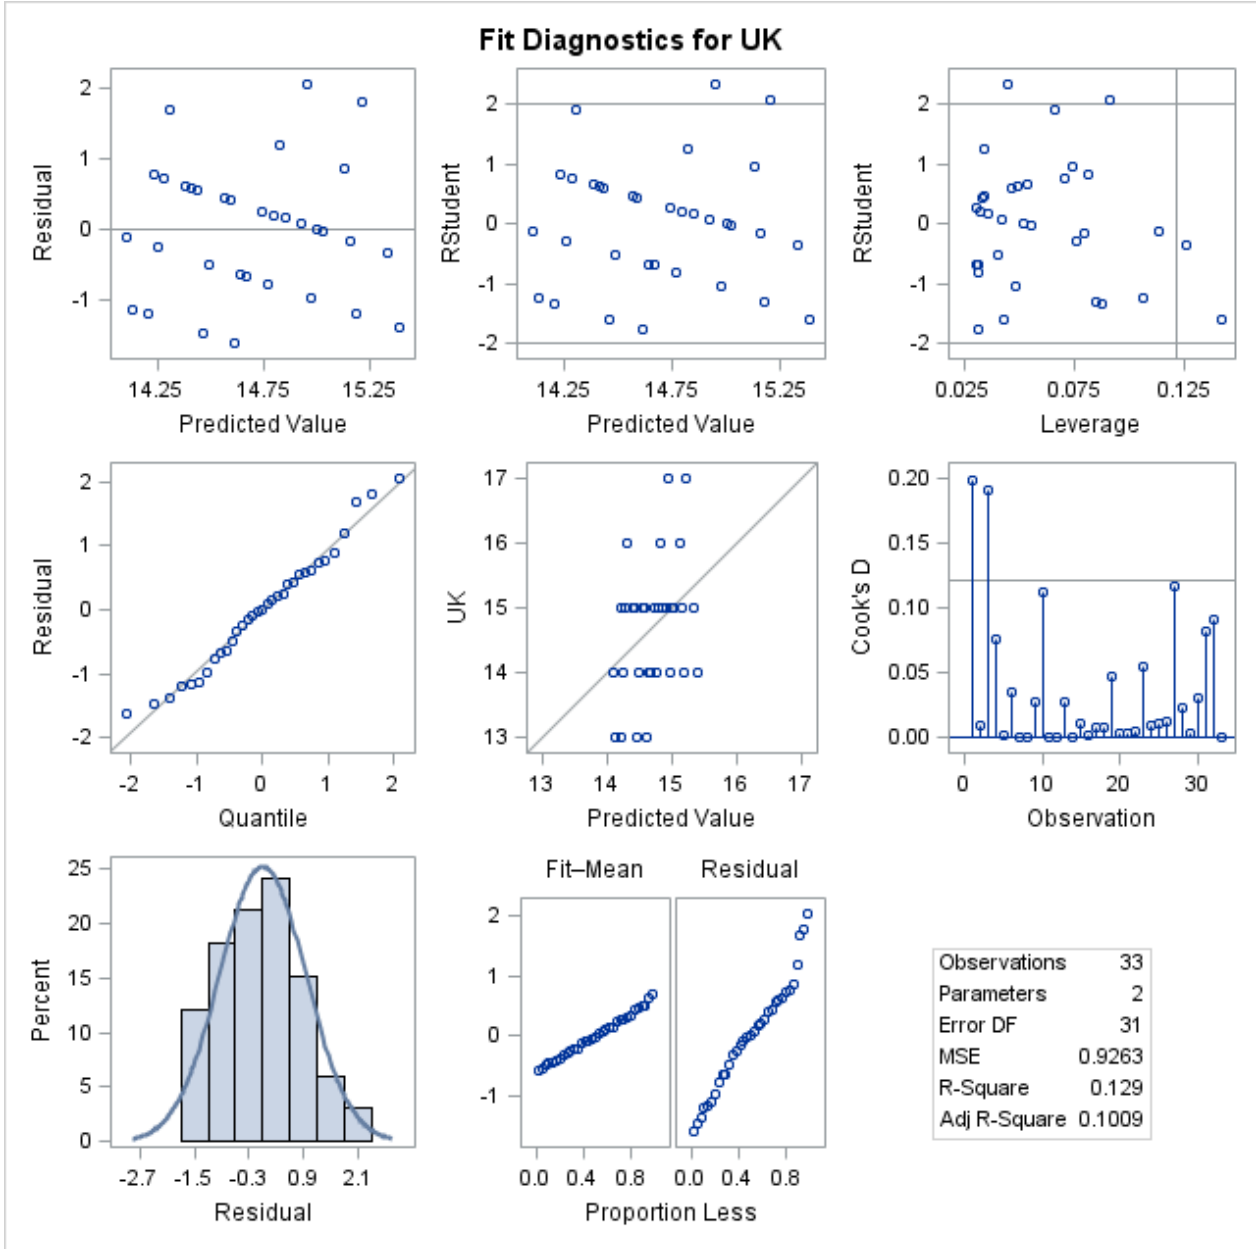 Fit Diagnostics for UK
Residual
2
1
0
-1
14.25 14.75 15.25
Predicted Value
RStudent
2
1
0
-1
-2
14.25 14.75 15.25
Predicted Value
RStudent
2
1
0
-1
-2
0.025 0.075 0.125
Leverage
Residual
2
1
0
-1
-2
-2 -1 0 1 2
Quantile
UK
17
16
15
14
13
13 14 15 16 17
Predicted Value
Cook's D
0.20
0.15
0.10
0.05
0.00
0 10 20 30
Observation
Percent
25
20
15
10
5
0
-2.7 -1.5 -0.3 0.9 2.1
Residual
Fit–Mean Residual
2
1
0
-1
0.0 0.4 0.8 0.0 0.4 0.8
Proportion Less
Observations 33
Parameters 2
Error DF 31
MSE 0.9263
R-Square 0.129
Adj R-Square 0.1009